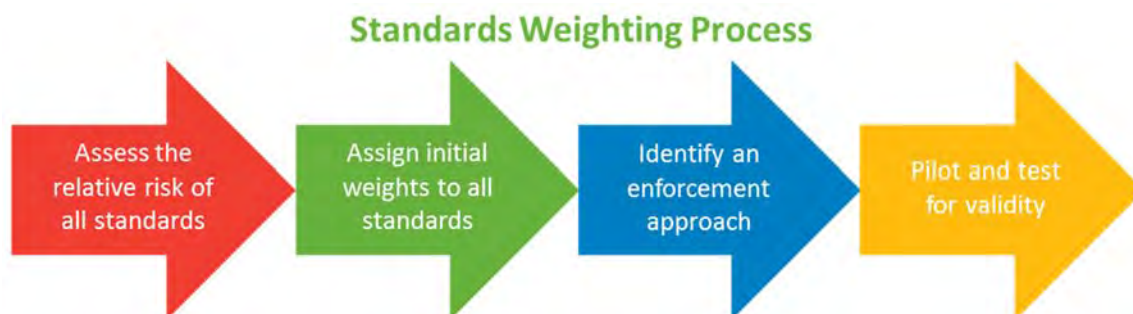 Standards Weighting Process
Assess the
relative risk of
all standards
Assign initial
weights to all
standards
Identify an
enforcement
approach
Pilot and test
for validity